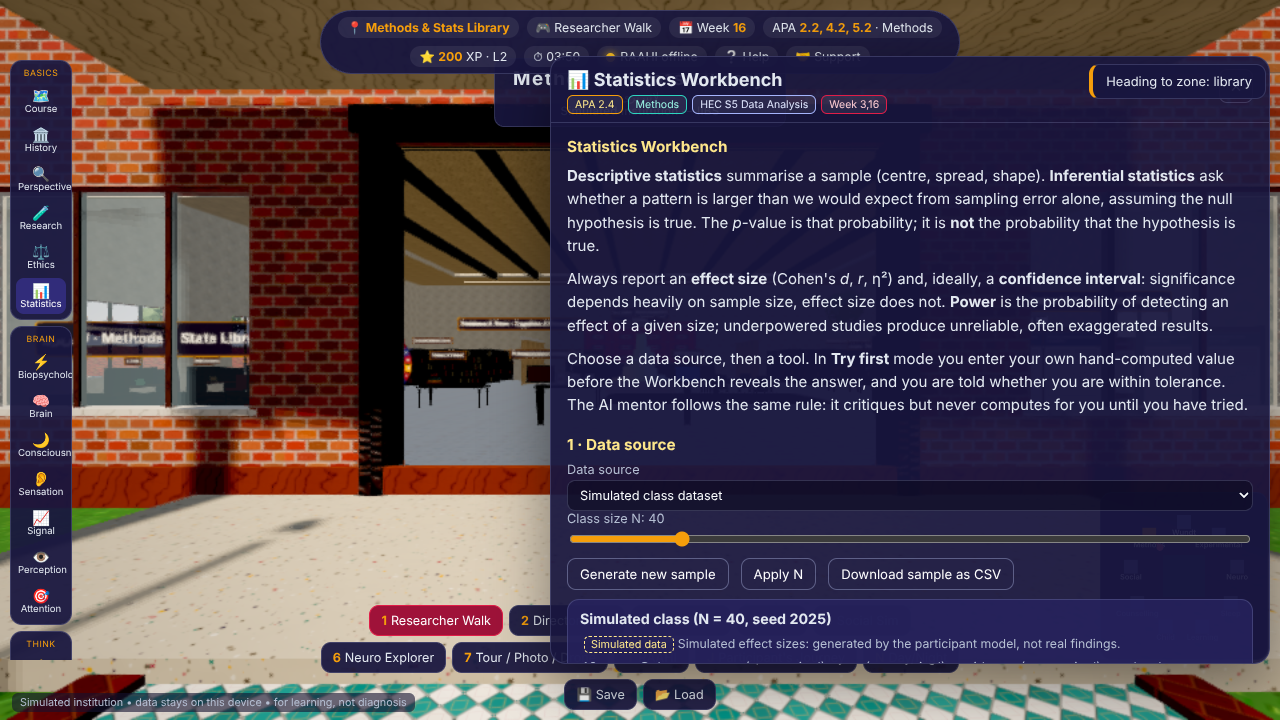 📍 Methods & Stats Library
🎮 Researcher Walk
📅 Week 16
APA 2.2, 4.2, 5.2 · Methods
⭐ 200 XP · L2
⏱ 03:50
RAAHI offline
❔ Help
Support
BASICS
Course
History
Perspective
Research
Ethics
Statistics
BRAIN
Biopsycholo
Brain
Consciousn
Sensation
Signal
Perception
Attention
THINK
📊 Statistics Workbench
APA 2.4
Methods
HEC S5 Data Analysis
Week 3,16
Heading to zone: library
Statistics Workbench
Descriptive statistics summarise a sample (centre, spread, shape). Inferential statistics ask
whether a pattern is larger than we would expect from sampling error alone, assuming the null
hypothesis is true. The p-value is that probability; it is not the probability that the hypothesis is
true.
Always report an effect size (Cohen's d, r, η²) and, ideally, a confidence interval: significance
depends heavily on sample size, effect size does not. Power is the probability of detecting an
effect of a given size; underpowered studies produce unreliable, often exaggerated results.
Choose a data source, then a tool. In Try first mode you enter your own hand-computed value
before the Workbench reveals the answer, and you are told whether you are within tolerance.
The AI mentor follows the same rule: it critiques but never computes for you until you have tried.
1 · Data source
Data source
Simulated class dataset
Class size N: 40
Generate new sample
Apply N
Download sample as CSV
Simulated class (N = 40, seed 2025)
Simulated data Simulated effect sizes: generated by the participant model, not real findings.
Methods
Stats Libr
1 Researcher Walk
2 Dire
6 Neuro Explorer
7 Tour / Photo /
💾 Save
📂 Load
Simulated institution • data stays on this device • for learning, not diagnosis